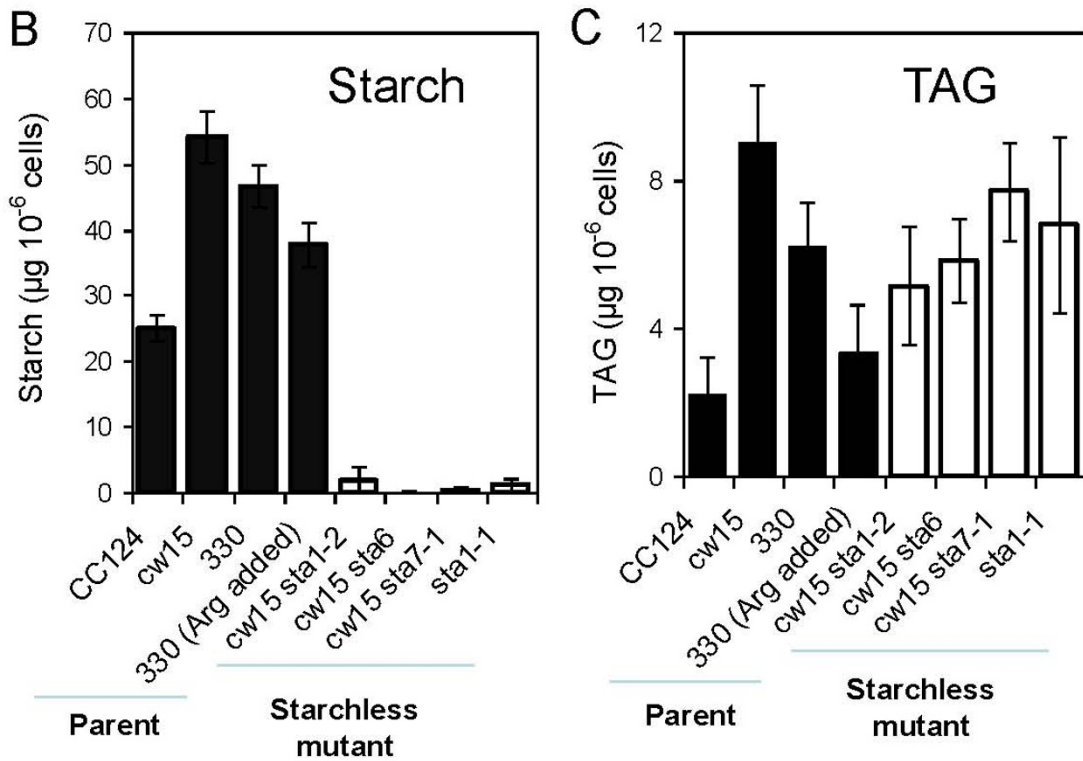 B
Starch
Starch (µg 10⁻⁶ cells)
70
60
50
40
30
20
10
0
CC124
cw15
330
330 (Arg added)
cw15 sta1-2
cw15 sta6
cw15 sta7-1
sta1-1
Parent
Starchless
mutant
C
TAG
TAG (µg 10⁻⁶ cells)
12
8
4
0
CC124
cw15
330
330 (Arg added)
cw15 sta1-2
cw15 sta6
cw15 sta7-1
sta1-1
Parent
Starchless
mutant